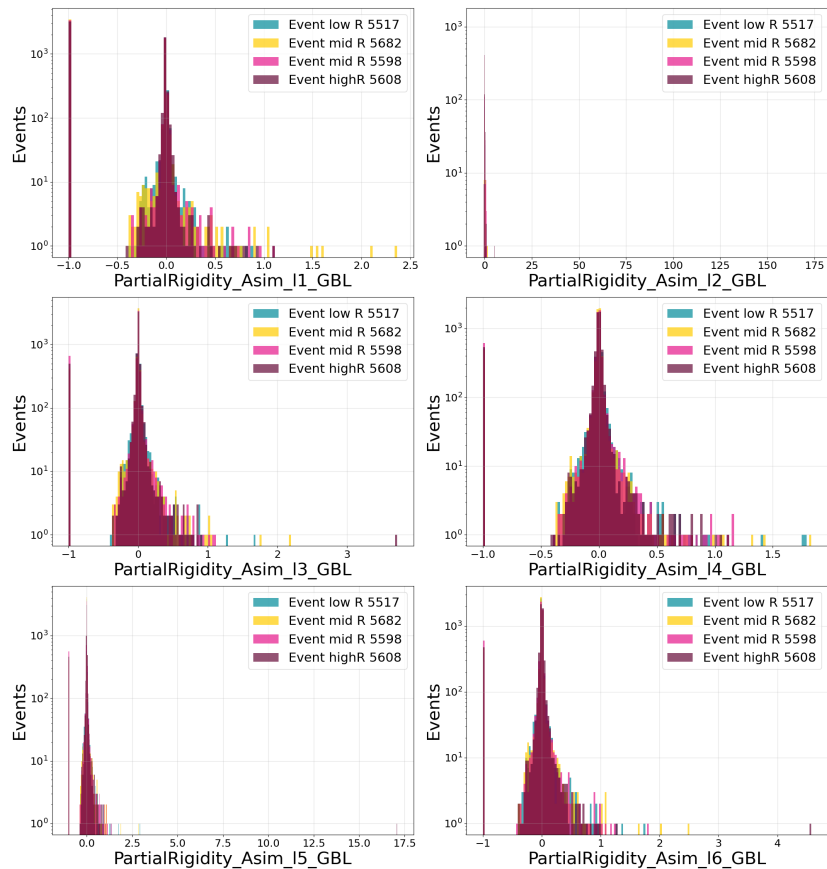 Events
10³
10²
10¹
10⁰
Event low R 5517
Event mid R 5682
Event mid R 5598
Event highR 5608
−1.0 −0.5 0.0 0.5 1.0 1.5 2.0 2.5
PartialRigidity_Asim_l1_GBL
Events
10³
10²
10¹
10⁰
Event low R 5517
Event mid R 5682
Event mid R 5598
Event highR 5608
0 25 50 75 100 125 150 175
PartialRigidity_Asim_l2_GBL
Events
10³
10²
10¹
10⁰
Event low R 5517
Event mid R 5682
Event mid R 5598
Event highR 5608
−1 0 1 2 3
PartialRigidity_Asim_l3_GBL
Events
10³
10²
10¹
10⁰
Event low R 5517
Event mid R 5682
Event mid R 5598
Event highR 5608
−1.0 −0.5 0.0 0.5 1.0 1.5
PartialRigidity_Asim_l4_GBL
Events
10³
10²
10¹
10⁰
Event low R 5517
Event mid R 5682
Event mid R 5598
Event highR 5608
0.0 2.5 5.0 7.5 10.0 12.5 15.0 17.5
PartialRigidity_Asim_l5_GBL
Events
10³
10²
10¹
10⁰
Event low R 5517
Event mid R 5682
Event mid R 5598
Event highR 5608
−1 0 1 2 3 4
PartialRigidity_Asim_l6_GBL